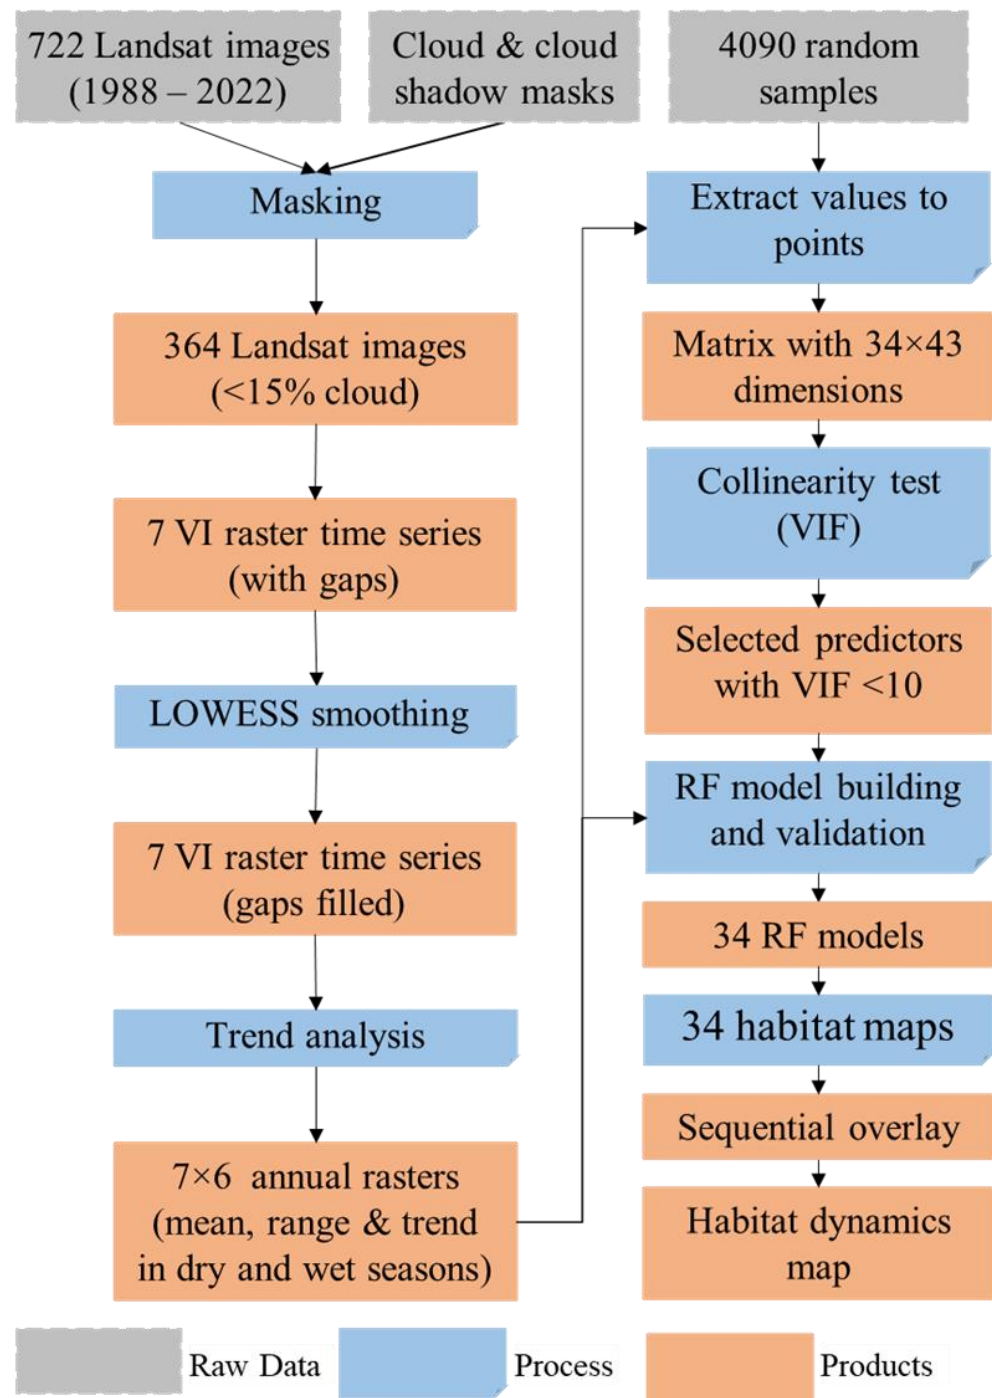 722 Landsat images
(1988 – 2022)
Cloud & cloud
shadow masks
4090 random
samples
Masking
364 Landsat images
(<15% cloud)
7 VI raster time series
(with gaps)
LOWESS smoothing
7 VI raster time series
(gaps filled)
Trend analysis
7×6 annual rasters
(mean, range & trend
in dry and wet seasons)
Extract values to
points
Matrix with 34×43
dimensions
Collinearity test
(VIF)
Selected predictors
with VIF <10
RF model building
and validation
34 RF models
34 habitat maps
Sequential overlay
Habitat dynamics
map
Raw Data
Process
Products